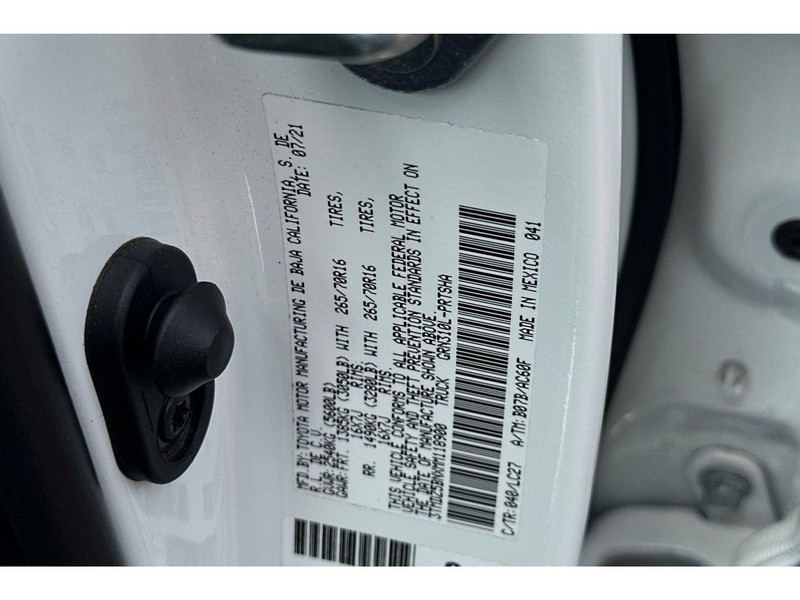 MFD.BY: TOYOTA MOTOR MANUFACTURING DE BAJA CALIFORNIA, S. DE
R.L. DE C.V. DATE: 07/21
GVWR: 2540KG (5600LB)
GAWR: FRT. 1385KG (3050LB) WITH 265/70R16 TIRES,
16X7J RIMS.
RR. 1490KG (3280LB) WITH 265/70R16 TIRES,
16X7J RIMS.
THIS VEHICLE CONFORMS TO ALL APPLICABLE FEDERAL MOTOR
VEHICLE SAFETY AND THEFT PREVENTION STANDARDS IN EFFECT ON
THE DATE OF MANUFACTURE SHOWN ABOVE.
TRUCK GRN310L-PRTSHA
C/TR: 040/LC27 A/TM: B07B/AC60F MADE IN MEXICO 041